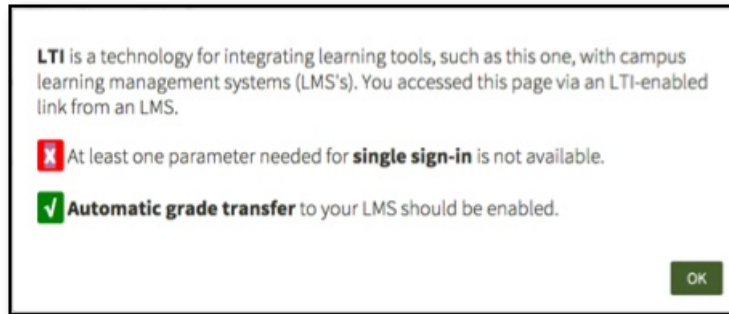 LTI is a technology for integrating learning tools, such as this one, with campus
learning management systems (LMS's). You accessed this page via an LTI-enabled
link from an LMS.
X At least one parameter needed for single sign-in is not available.
√ Automatic grade transfer to your LMS should be enabled.
OK